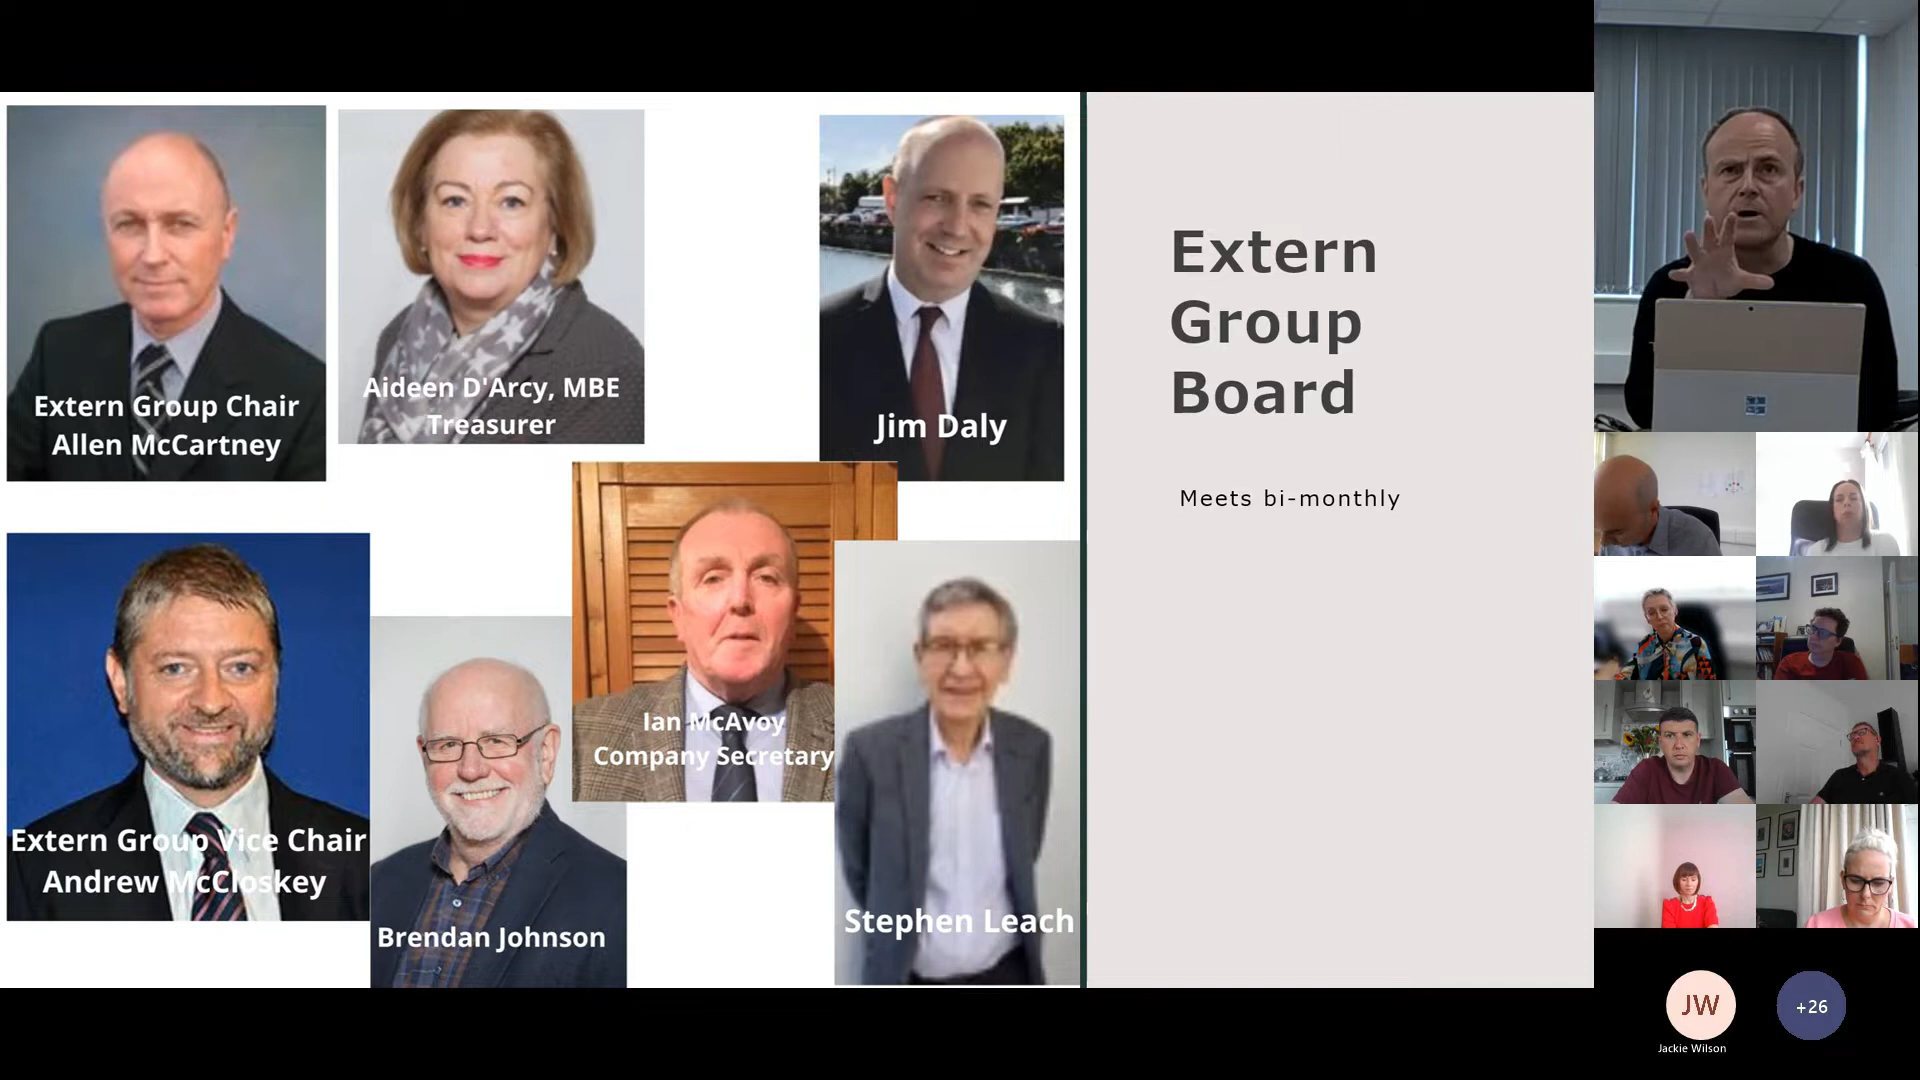 Extern Group Chair
Allen McCartney
Aideen D'Arcy, MBE
Treasurer
Jim Daly
Extern Group Vice Chair
Andrew McCloskey
Brendan Johnson
Ian McAvoy
Company Secretary
Stephen Leach
Extern
Group
Board
Meets bi-monthly
JW
Jackie Wilson
+26